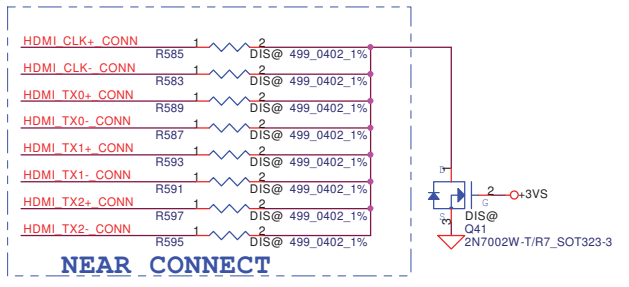 HDMI_CLK+_CONN 1 2
R585 DIS@ 499_0402_1%
HDMI_CLK-_CONN 1 2
R583 DIS@ 499_0402_1%
HDMI_TX0+_CONN 1 2
R589 DIS@ 499_0402_1%
HDMI_TX0-_CONN 1 2
R587 DIS@ 499_0402_1%
HDMI_TX1+_CONN 1 2
R593 DIS@ 499_0402_1%
HDMI_TX1-_CONN 1 2
R591 DIS@ 499_0402_1%
HDMI_TX2+_CONN 1 2
R597 DIS@ 499_0402_1%
HDMI_TX2-_CONN 1 2
R595 DIS@ 499_0402_1%
NEAR CONNECT
D 1
2 +3VS
G
S 3
DIS@
Q41
2N7002W-T/R7_SOT323-3